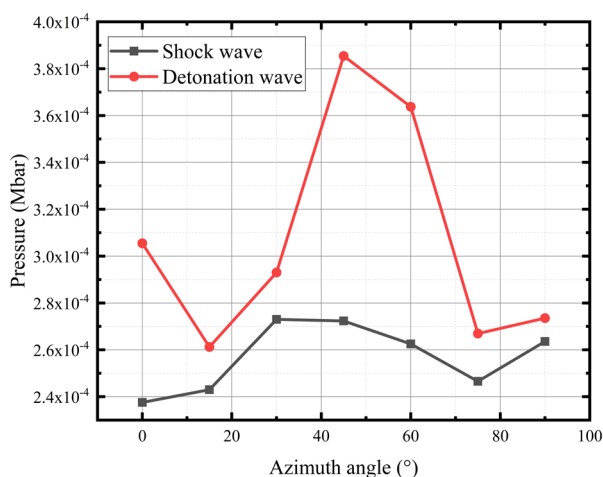 4.0x10⁻⁴
3.8x10⁻⁴
3.6x10⁻⁴
3.4x10⁻⁴
3.2x10⁻⁴
3.0x10⁻⁴
2.8x10⁻⁴
2.6x10⁻⁴
2.4x10⁻⁴
Pressure (Mbar)
Shock wave
Detonation wave
0 20 40 60 80 100
Azimuth angle (°)